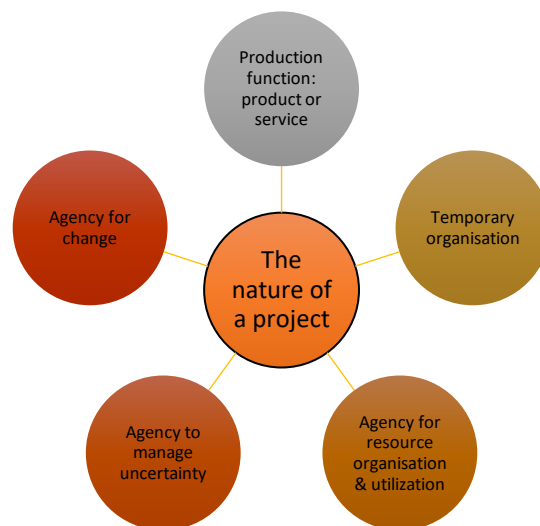 Production
function:
product or
service
Agency for
change
Temporary
organisation
The
nature of
a project
Agency to
manage
uncertainty
Agency for
resource
organisation
& utilization